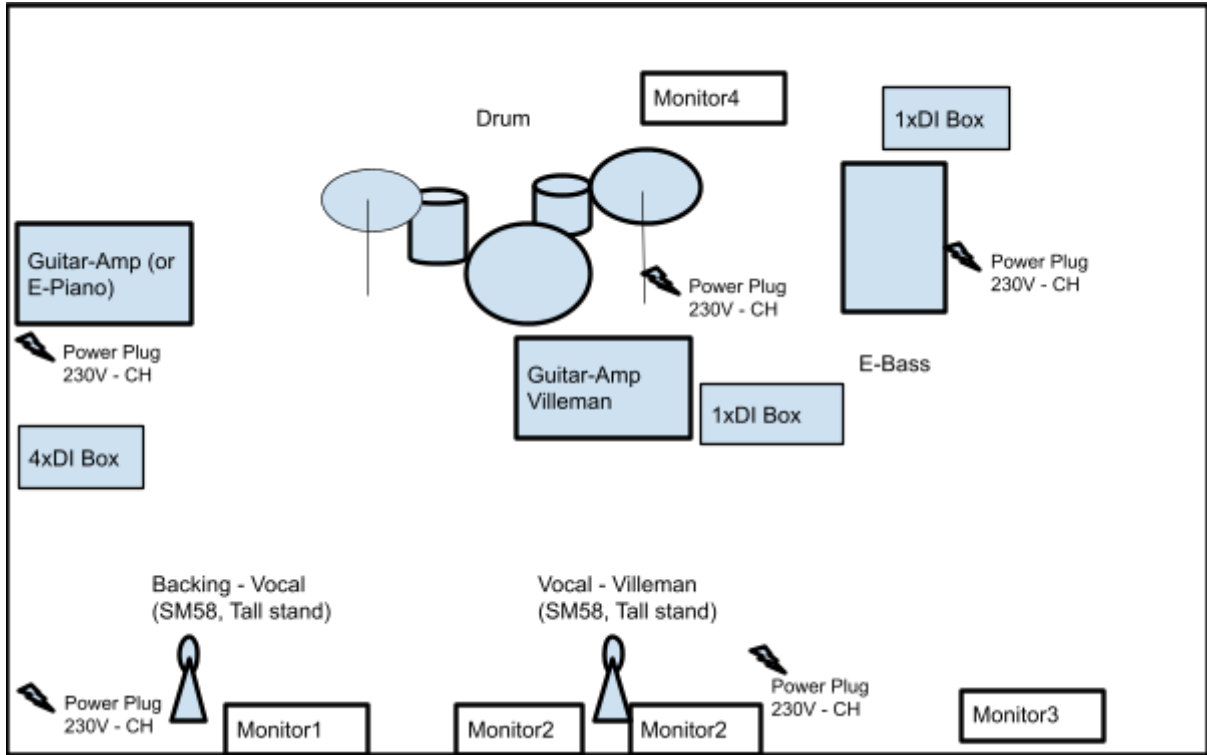 Monitor4
Drum
1xDI Box
Guitar-Amp (or
E-Piano)
Power Plug
230V - CH
Power Plug
230V - CH
Power Plug
230V - CH
E-Bass
Guitar-Amp
Villeman
1xDI Box
4xDI Box
Backing - Vocal
(SM58, Tall stand)
Vocal - Villeman
(SM58, Tall stand)
Power Plug
230V - CH
Monitor1
Monitor2
Monitor2
Power Plug
230V - CH
Monitor3